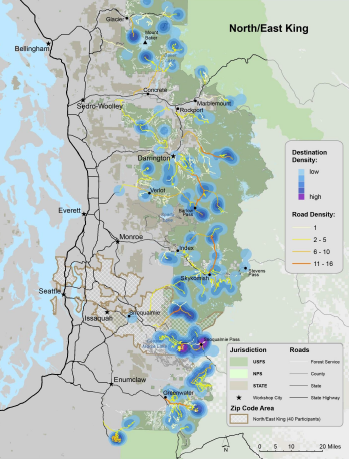 North/East King
Glacier
Mount
Baker
Bellingham
Concrete
Sedro-Woolley
Marblemount
Rockport
Darrington
Verlot
Barlow
Pass
Everett
Monroe
Index
Skykomish
Stevens
Pass
Seattle
Snoqualmie
Issaquah
Snoqualmie Pass
Enumclaw
Greenwater
Destination
Density:
low
high
Road Density:
1
2 - 5
6 - 10
11 - 16
Jurisdiction
USFS
NPS
STATE
Workshop City
Roads
Forest Service
County
State
State
Zip Code Area
North/East King (40 Participants)
N
0 5 10 20 Miles